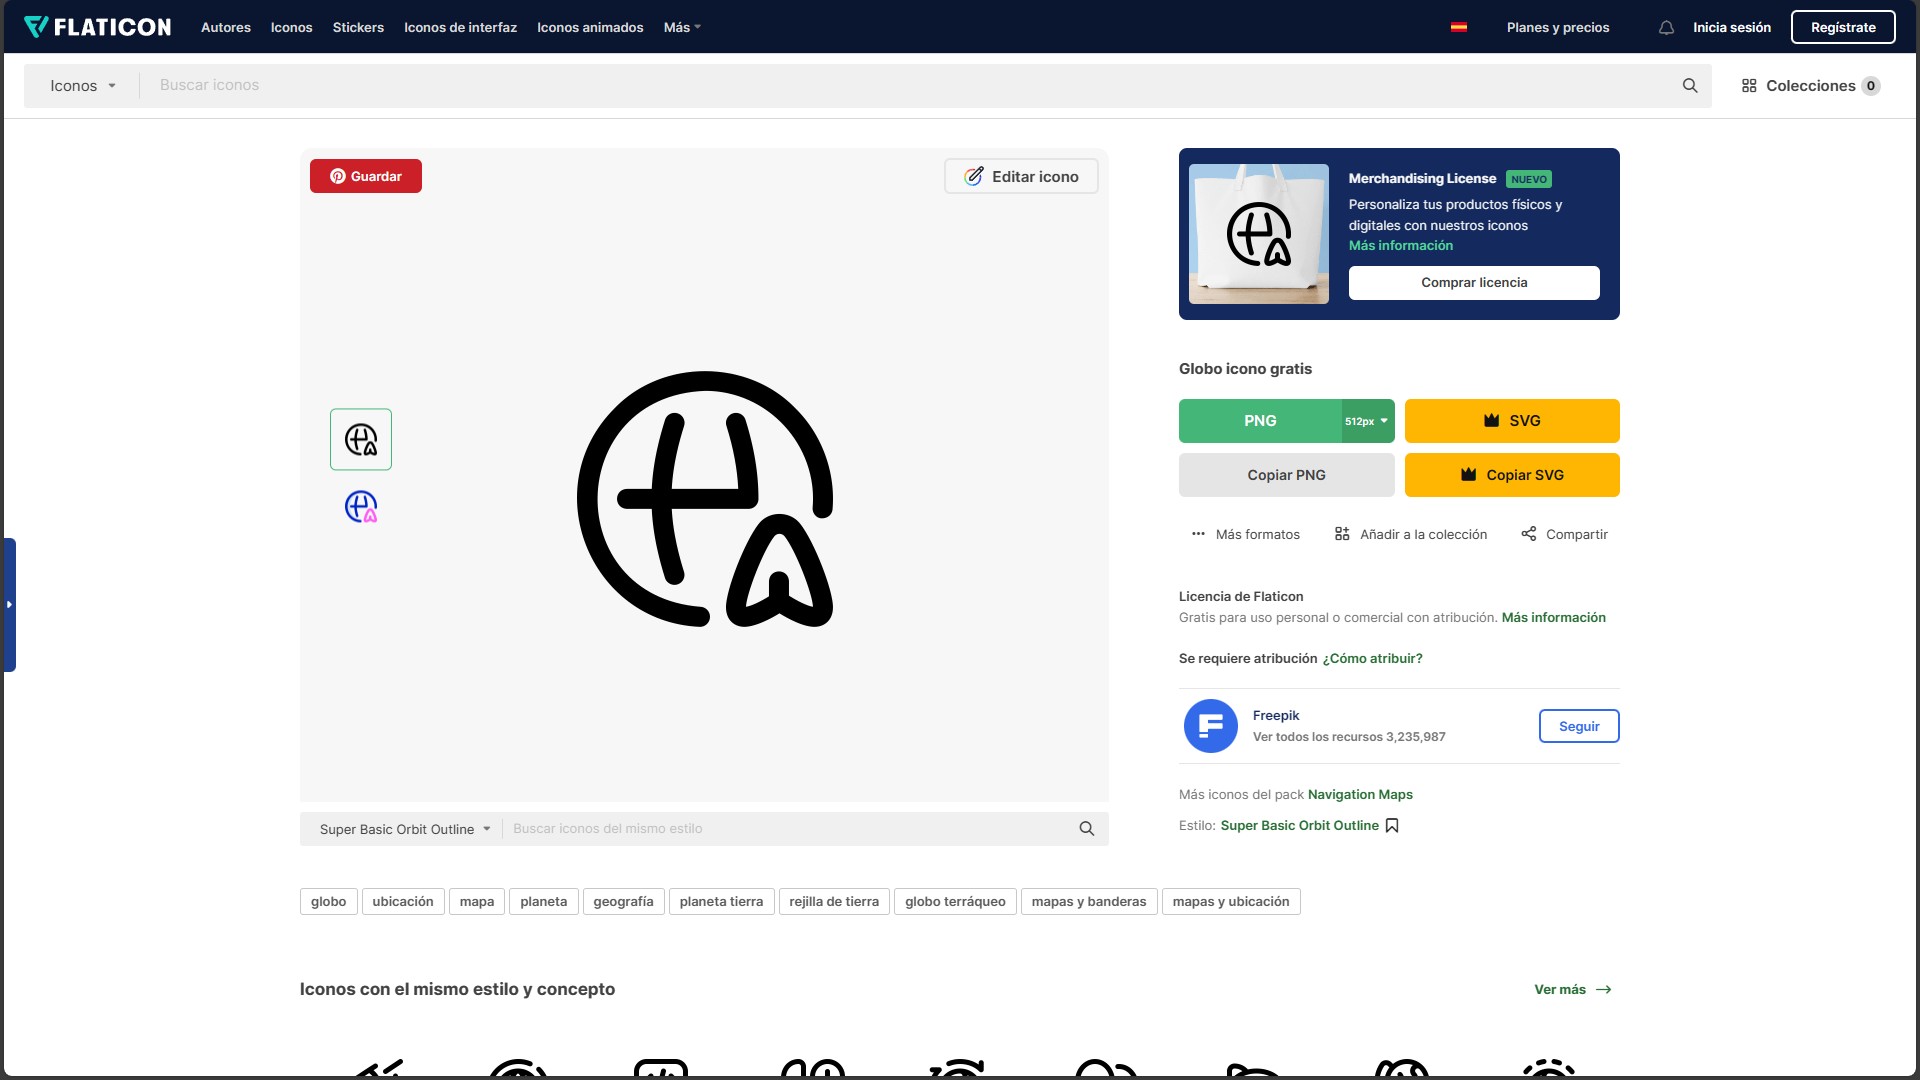 FLATICON
Autores
Iconos
Stickers
Iconos de interfaz
Iconos animados
Más
Planes y precios
Inicia sesión
Regístrate
Iconos
Buscar iconos
Colecciones 0
Guardar
Editar icono
Merchandising License NUEVO
Personaliza tus productos físicos y
digitales con nuestros iconos
Más información
Comprar licencia
Globo icono gratis
PNG
512px
SVG
Copiar PNG
Copiar SVG
Más formatos
Añadir a la colección
Compartir
Licencia de Flaticon
Gratis para uso personal o comercial con atribución. Más información
Se requiere atribución ¿Cómo atribuir?
Freepik
Ver todos los recursos 3,235,987
Seguir
Más iconos del pack Navigation Maps
Estilo: Super Basic Orbit Outline
Super Basic Orbit Outline
Buscar iconos del mismo estilo
globo
ubicación
mapa
planeta
geografía
planeta tierra
rejilla de tierra
globo terráqueo
mapas y banderas
mapas y ubicación
Iconos con el mismo estilo y concepto
Ver más